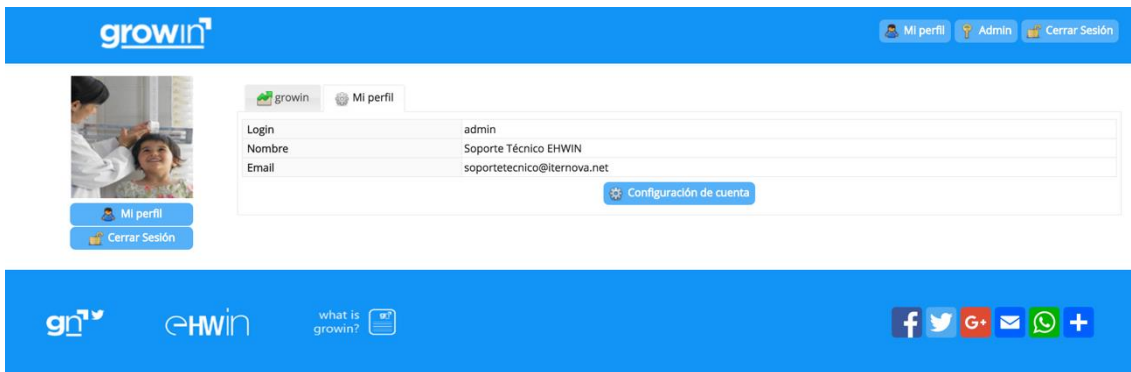 growin
Mi perfil
Admin
Cerrar Sesión
growin
Mi perfil
Login admin
Nombre Soporte Técnico EHWIN
Email soportetecnico@iternova.net
Configuración de cuenta
Mi perfil
Cerrar Sesión
gn
eHWin
what is
growin?
gn?
G+